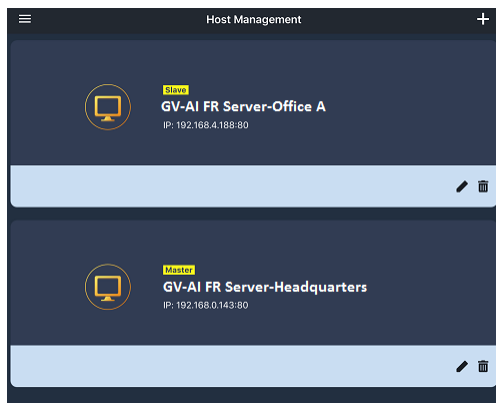 Host Management
Slave
GV-AI FR Server-Office A
IP: 192.168.4.188:80
Master
GV-AI FR Server-Headquarters
IP: 192.168.0.143:80